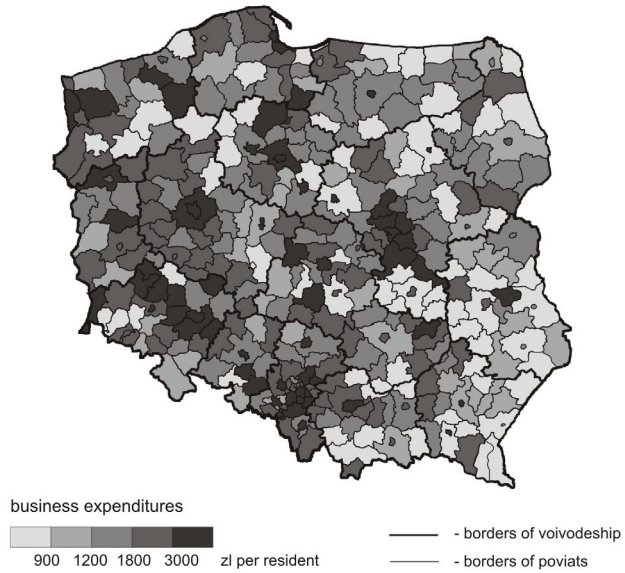 business expenditures
900 1200 1800 3000 zl per resident
- borders of voivodeship
- borders of poviats